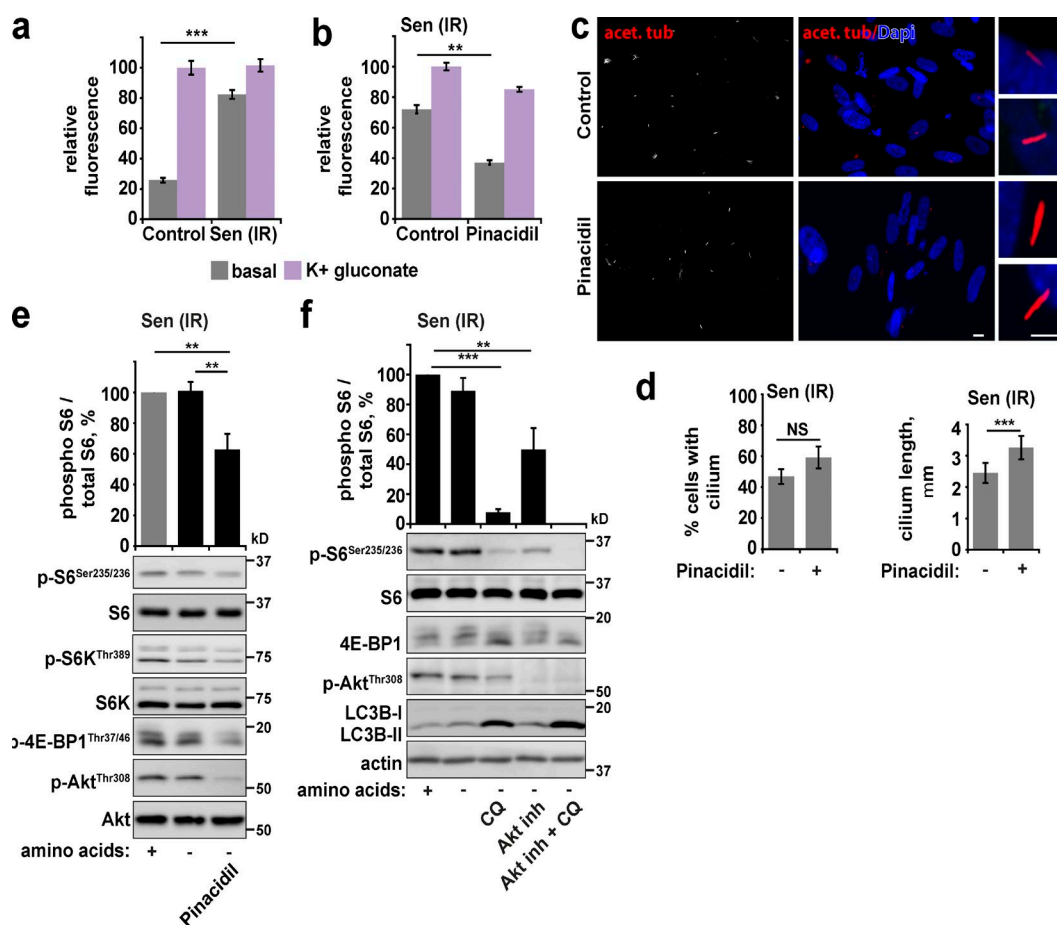 a
***
relative
fluorescence
100
80
60
40
20
0
Control Sen (IR)
b
Sen (IR)
**
relative
fluorescence
100
80
60
40
20
0
Control Pinacidil
basal
K+ gluconate
c
acet. tub
acet. tub/Dapi
Control
Pinacidil
d
Sen (IR)
NS
% cells with
cilium
100
80
60
40
20
0
Pinacidil: - +
Sen (IR)
***
cilium length,
mm
4
3
2
1
0
Pinacidil: - +
e
Sen (IR)
**
**
phospho S6 /
total S6, %
100
80
60
40
20
0
kD
p-S6Ser235/236
37
S6
37
p-S6KThr389
75
S6K
75
p-4E-BP1Thr37/46
20
p-AktThr308
50
Akt
50
amino acids: + - -
Pinacidil
f
Sen (IR)
**
***
phospho S6 /
total S6, %
100
80
60
40
20
0
kD
p-S6Ser235/236
37
S6
37
4E-BP1
20
p-AktThr308
50
LC3B-I
LC3B-II
20
actin
37
amino acids: + - - - -
CQ
Akt inh
Akt inh + CQ